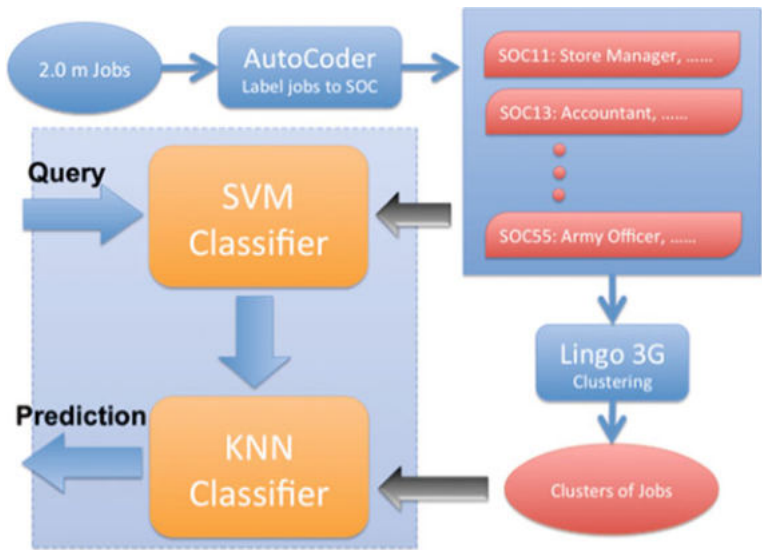 2.0 m Jobs
AutoCoder
Label jobs to SOC
SOC11: Store Manager, ......
SOC13: Accountant, ......
SOC55: Army Officer, ......
Query
SVM
Classifier
Lingo 3G
Clustering
Prediction
KNN
Classifier
Clusters of Jobs